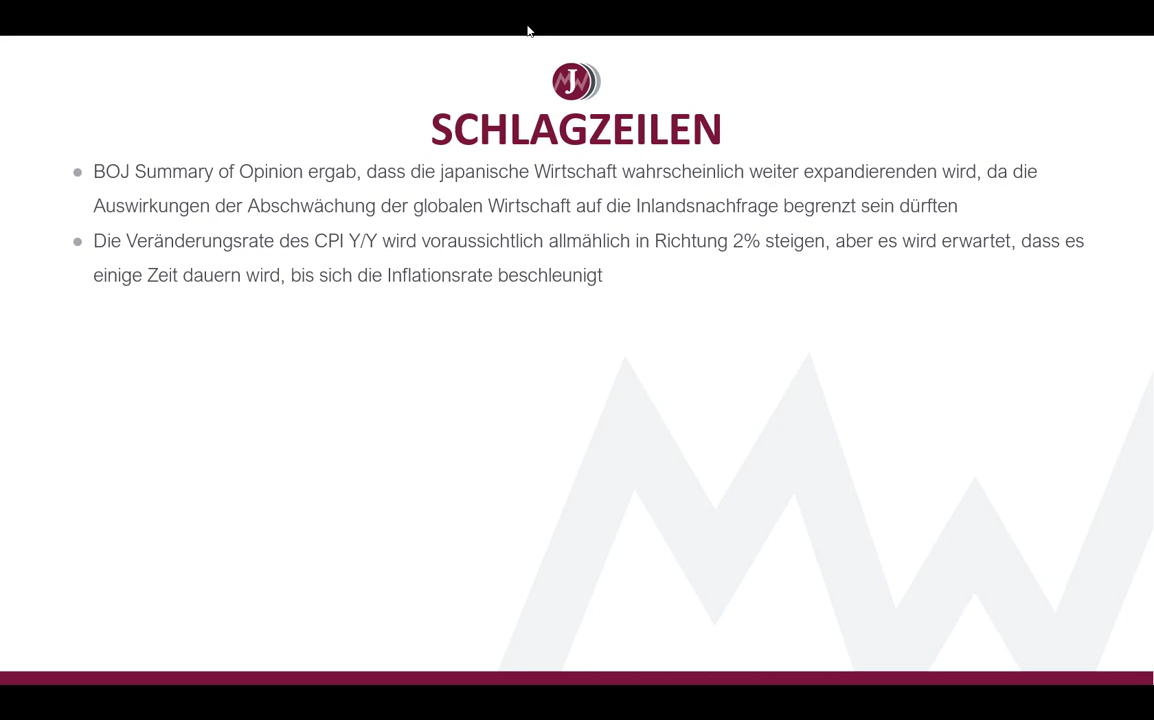 J
SCHLAGZEILEN
BOJ Summary of Opinion ergab, dass die japanische Wirtschaft wahrscheinlich weiter expandierenden wird, da die
Auswirkungen der Abschwächung der globalen Wirtschaft auf die Inlandsnachfrage begrenzt sein dürften
Die Veränderungsrate des CPI Y/Y wird voraussichtlich allmählich in Richtung 2% steigen, aber es wird erwartet, dass es
einige Zeit dauern wird, bis sich die Inflationsrate beschleunigt